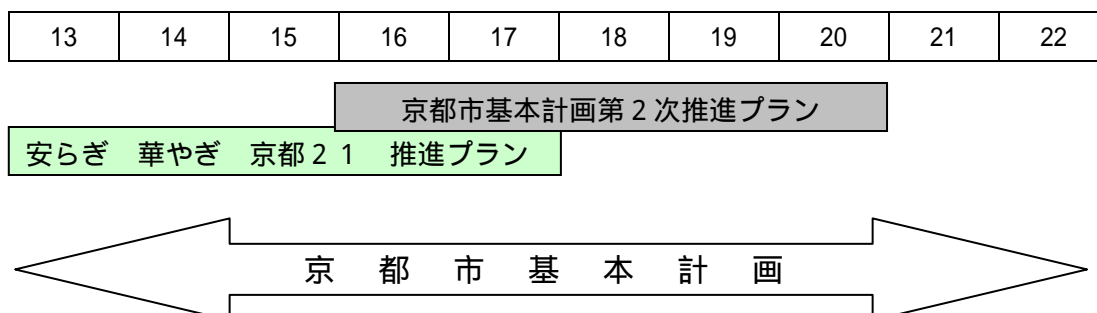 13 14 15 16 17 18 19 20 21 22
京都市基本計画第２次推進プラン
安らぎ　華やぎ　京都２１　推進プラン
京　都　市　基　本　計　画